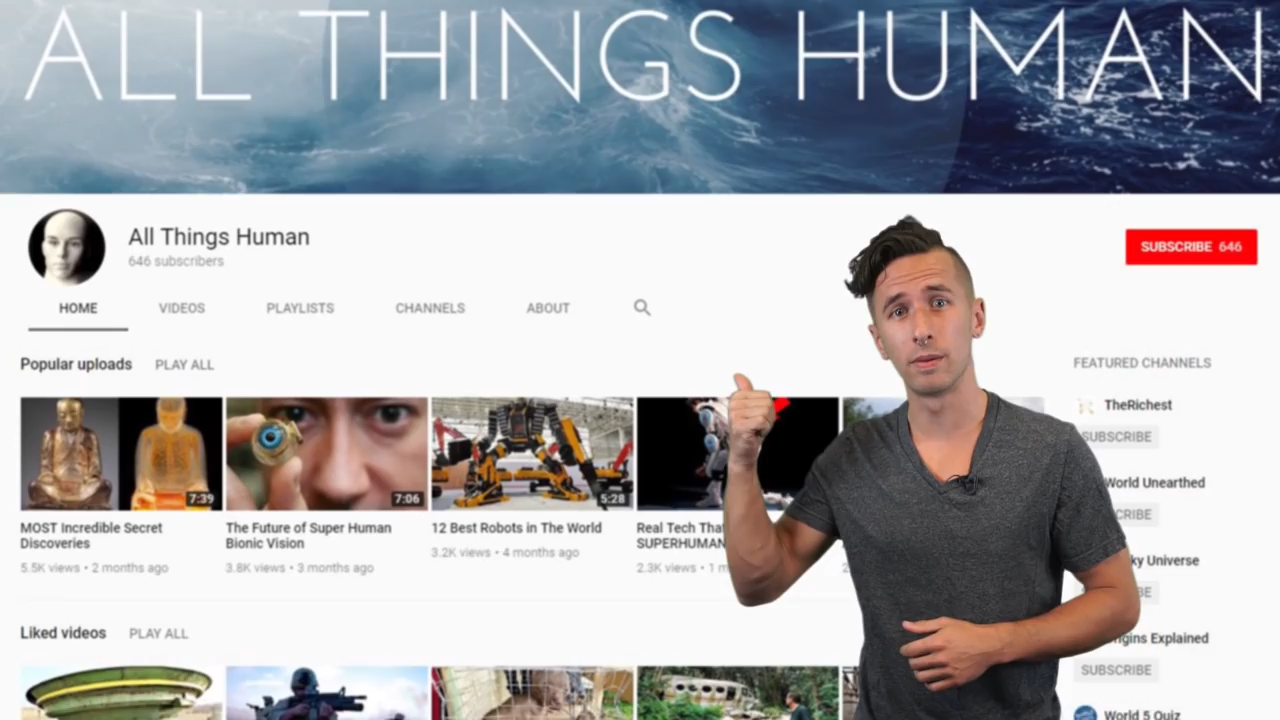 ALL THINGS HUMAN
All Things Human
646 subscribers
SUBSCRIBE 646
HOME VIDEOS PLAYLISTS CHANNELS ABOUT
Popular uploads PLAY ALL
FEATURED CHANNELS
TheRichest
SUBSCRIBE
World Unearthed
7:39
7:06
5:28
MOST Incredible Secret
Discoveries
5.5K views • 2 months ago
The Future of Super Human
Bionic Vision
3.8K views • 3 months ago
12 Best Robots in The World
3.2K views • 4 months ago
Real Tech
SUPERHUMAN
2.3K views •
Universe
Explained
SUBSCRIBE
World 5 Quiz
Liked videos PLAY ALL